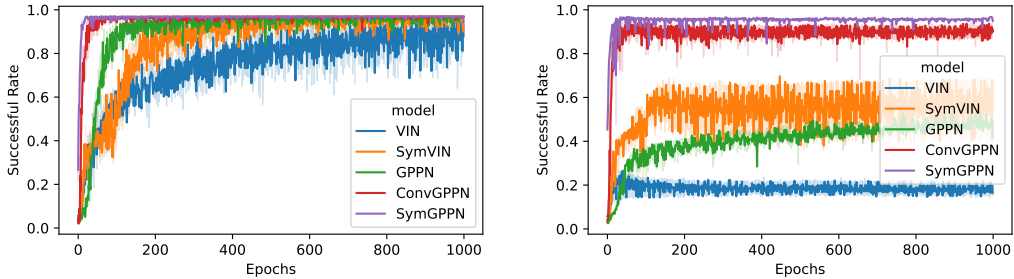 1.0
0.8
0.6
0.4
0.2
0.0
Successful Rate
0 200 400 600 800 1000
Epochs
model
VIN
SymVIN
GPPN
ConvGPPN
SymGPPN
1.0
0.8
0.6
0.4
0.2
0.0
Successful Rate
0 200 400 600 800 1000
Epochs
model
VIN
SymVIN
GPPN
ConvGPPN
SymGPPN